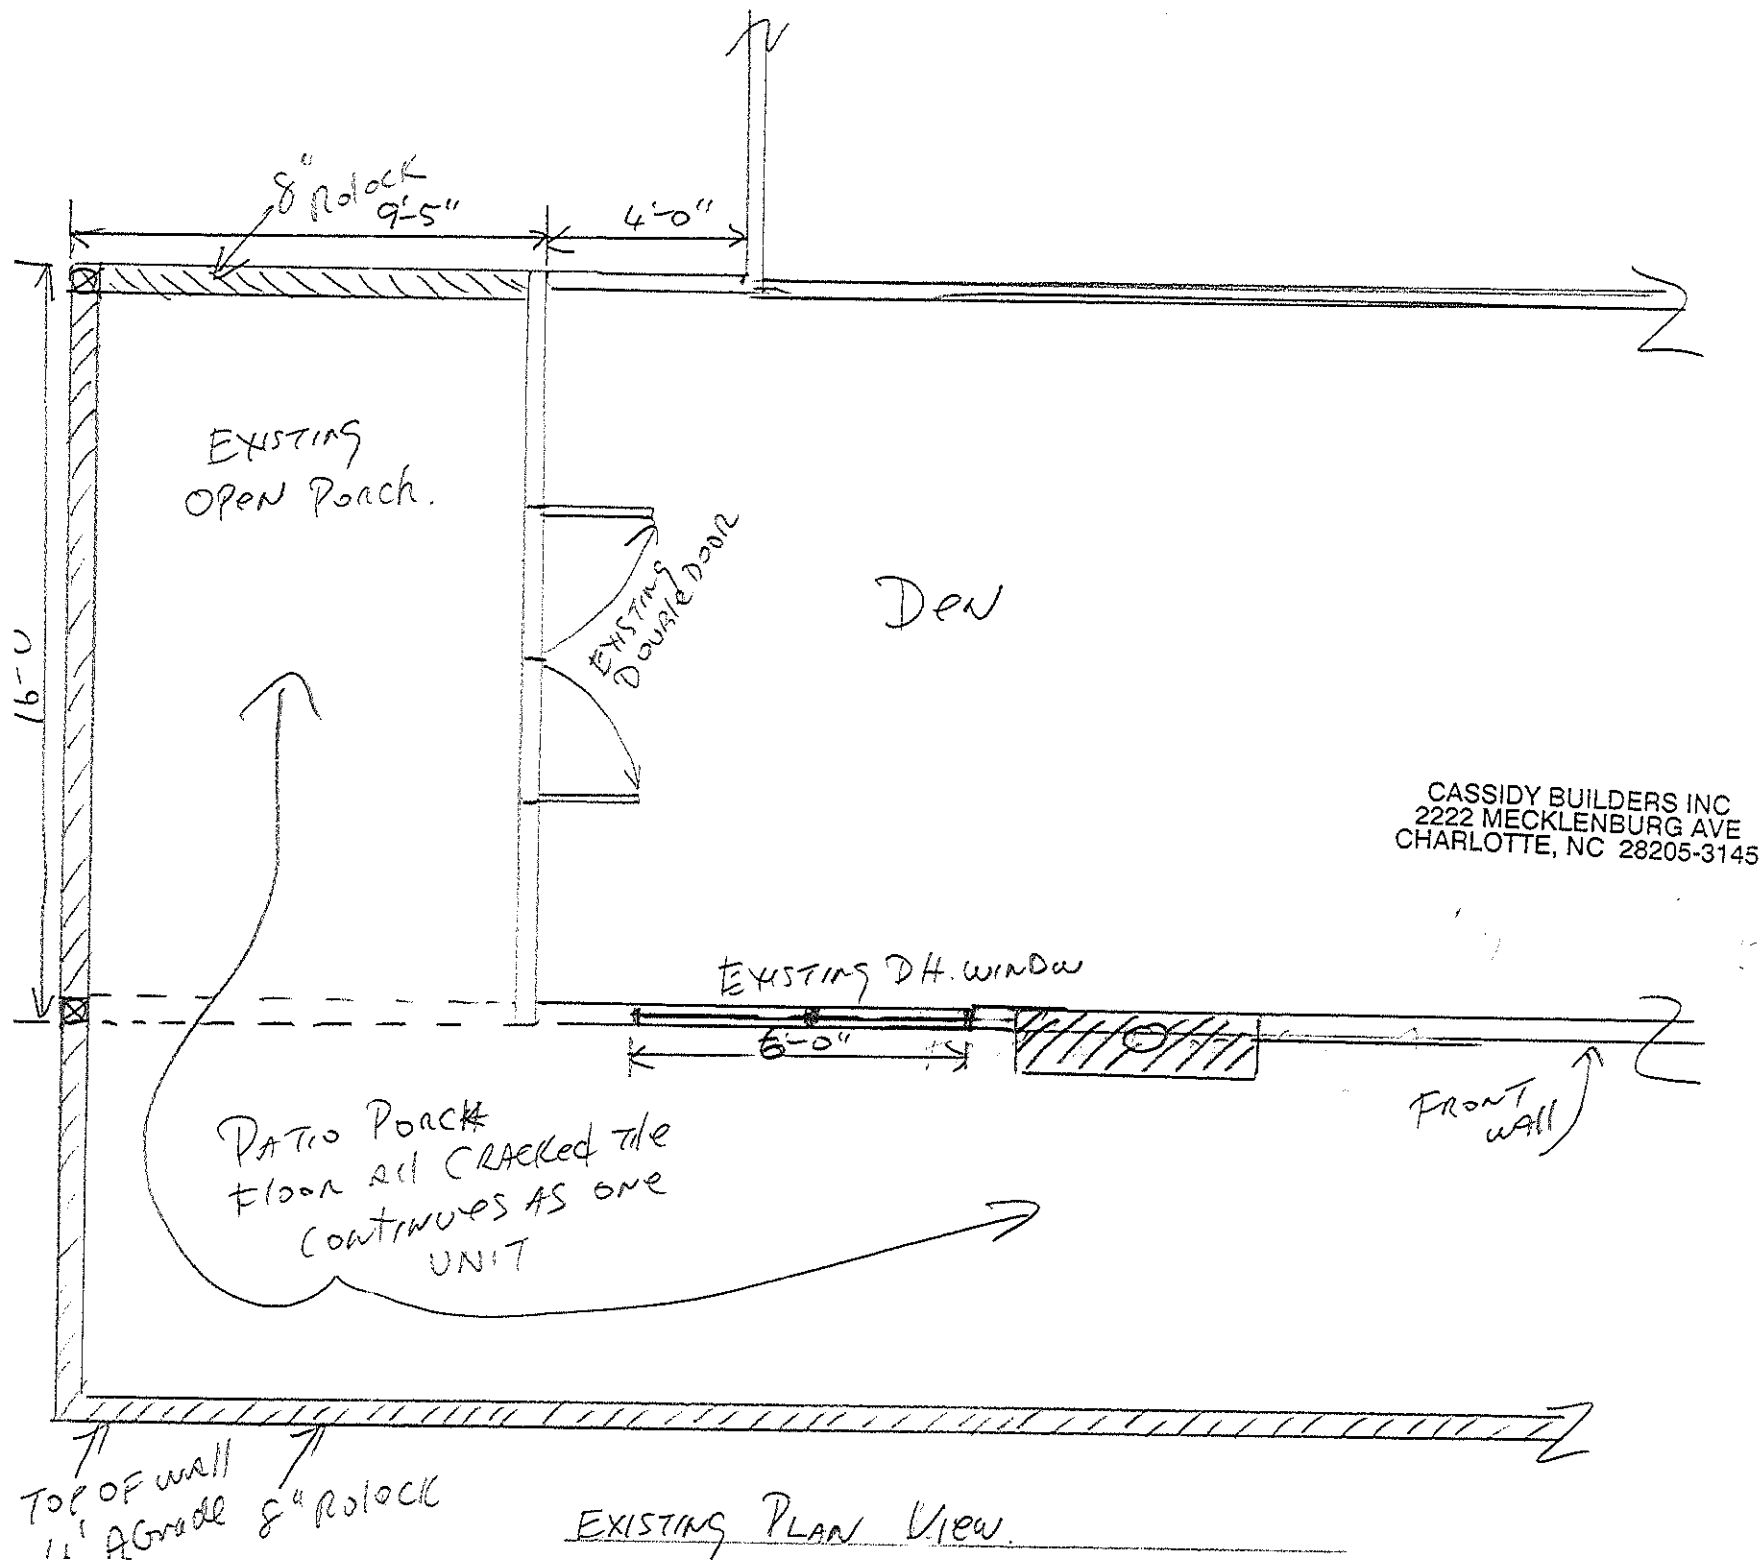 8" Rolock
9'-5"
4'-0"
EXISTING
OPEN Porch.
EXISTING
DOUBLE DOOR
DeN
16'-0
CASSIDY BUILDERS INC
2222 MECKLENBURG AVE
CHARLOTTE, NC 28205-3145
EXISTING DH. WINDOW
6'-0"
FRONT
WAll
PATIO PORCH
Floor All CRACKed Tile
CONTINUES AS ONE
UNIT
TOP OF WAll
AGrade 8" Rolock
EXISTING PLAN VIEW.